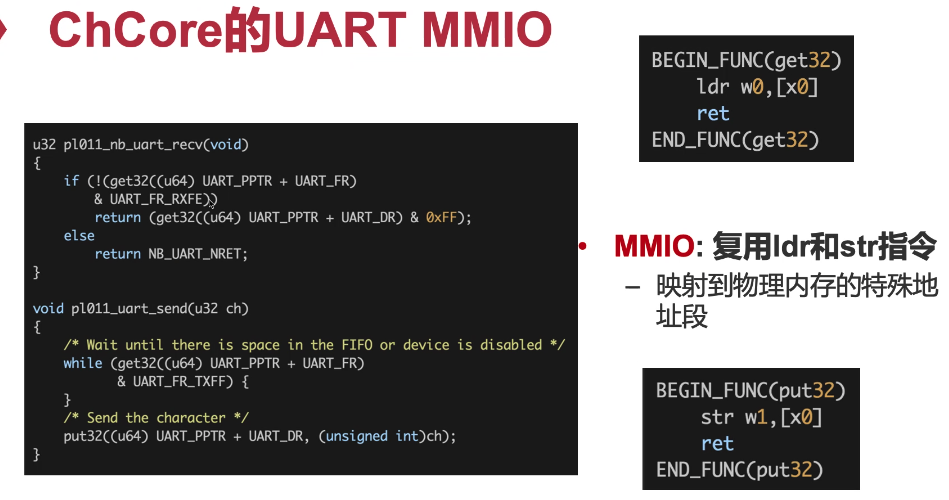 ChCore的UART MMIO
u32 pl011_nb_uart_recv(void)
{
    if (!(get32((u64) UART_PPTR + UART_FR)
        & UART_FR_RXFE))
        return (get32((u64) UART_PPTR + UART_DR) & 0xFF);
    else
        return NB_UART_NRET;
}
void pl011_uart_send(u32 ch)
{
    /* Wait until there is space in the FIFO or device is disabled */
    while (get32((u64) UART_PPTR + UART_FR)
           & UART_FR_TXFF) {
    }
    /* Send the character */
    put32((u64) UART_PPTR + UART_DR, (unsigned int)ch);
}
BEGIN_FUNC(get32)
    ldr w0,[x0]
    ret
END_FUNC(get32)
• MMIO: 复用ldr和str指令
– 映射到物理内存的特殊地
址段
BEGIN_FUNC(put32)
    str w1,[x0]
    ret
END_FUNC(put32)